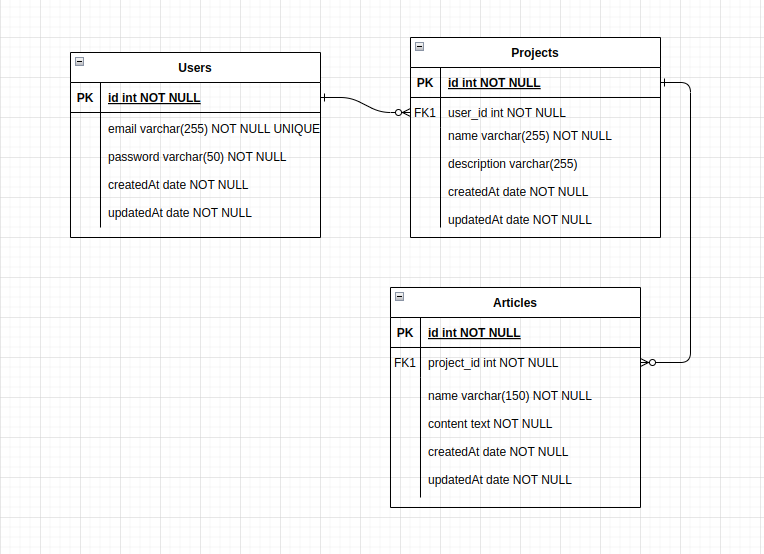 Users
PK id int NOT NULL
email varchar(255) NOT NULL UNIQUE
password varchar(50) NOT NULL
createdAt date NOT NULL
updatedAt date NOT NULL
Projects
PK id int NOT NULL
FK1 user_id int NOT NULL
name varchar(255) NOT NULL
description varchar(255)
createdAt date NOT NULL
updatedAt date NOT NULL
Articles
PK id int NOT NULL
FK1 project_id int NOT NULL
name varchar(150) NOT NULL
content text NOT NULL
createdAt date NOT NULL
updatedAt date NOT NULL